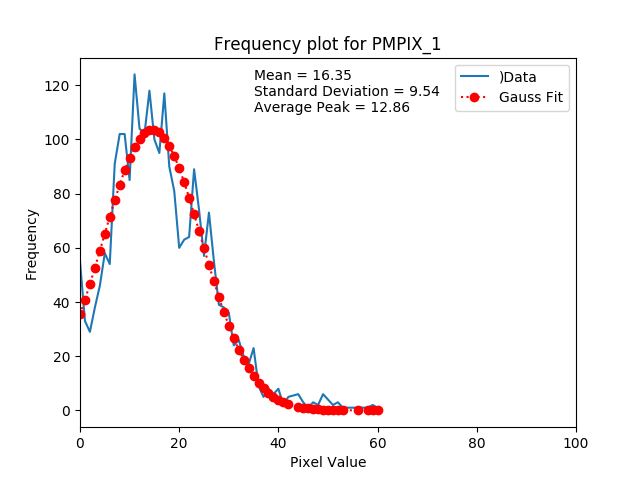 Frequency plot for PMPIX_1
Mean = 16.35
Standard Deviation = 9.54
Average Peak = 12.86
)Data
Gauss Fit
Frequency
120
100
80
60
40
20
0
0 20 40 60 80 100
Pixel Value